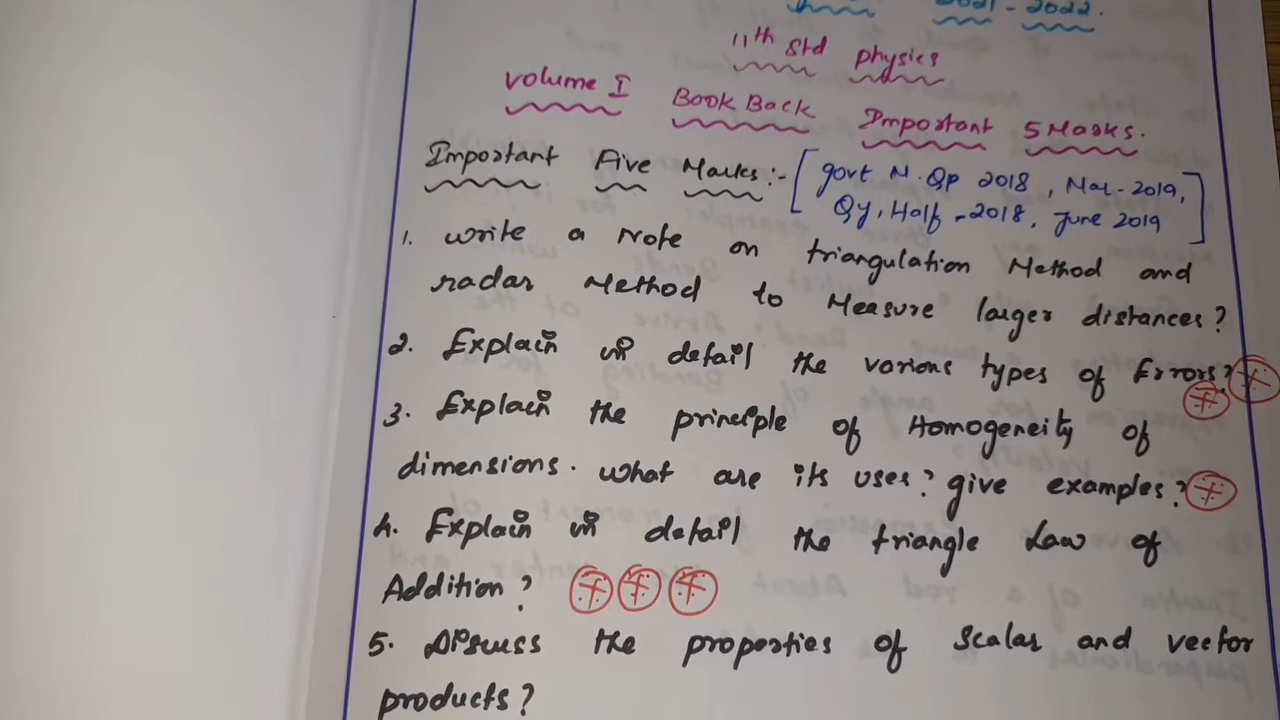 2021-2022.
11th std physics
Volume I Book Back Important 5 Marks.
Important Five Marks:- [govt M.Qp 2018, Mar-2019,
Qy, Half-2018, June 2019]
1. Write a Note on triangulation Method and
radar Method to Measure larger distances?
2. Explain in detail the various types of Errors?
3. Explain the principle of Homogeneity of
dimensions. What are its uses? give examples?
4. Explain in detail the triangle Law of
Addition?
5. Discuss the properties of Scalar and vector
products?